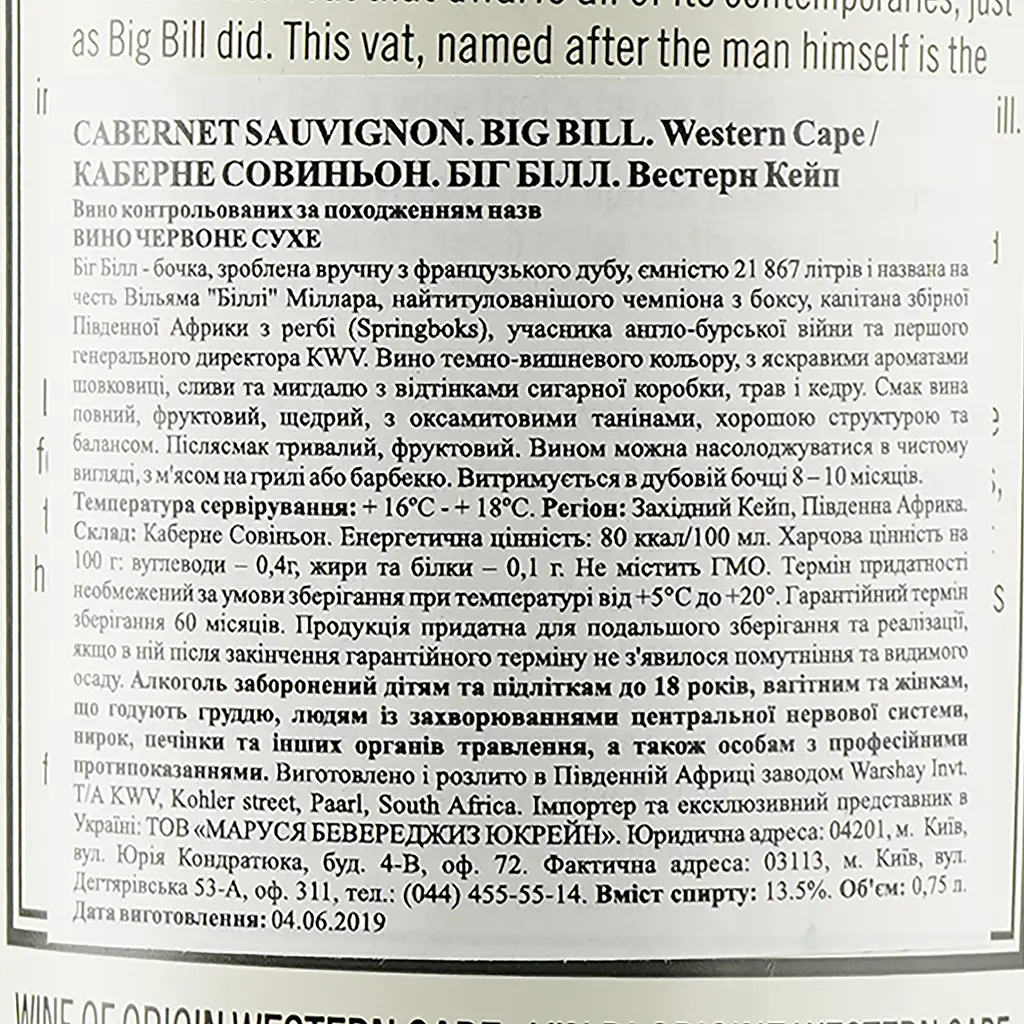 as Big Bill did. This vat, named after the man himself is the
ill.
CABERNET SAUVIGNON. BIG BILL. Western Cape /
КАБЕРНЕ СОВИНЬОН. БІГ БІЛЛ. Вестерн Кейп
Вино контрольованих за походженням назв
ВИНО ЧЕРВОНЕ СУХЕ
Біг Білл - бочка, зроблена вручну з французького дубу, ємністю 21 867 літрів і названа на
честь Вільяма "Біллі" Міллара, найтитулованішого чемпіона з боксу, капітана збірної
Південної Африки з регбі (Springboks), учасника англо-бурської війни та першого
генерального директора KWV. Вино темно-вишневого кольору, з яскравими ароматами
шовковиці, сливи та мигдалю з відтінками сигарної коробки, трав і кедру. Смак вина
повний, фруктовий, щедрий, з оксамитовими танінами, хорошою структурою та
балансом. Післясмак тривалий, фруктовий. Вином можна насолоджуватися в чистому
вигляді, з м'ясом на грилі або барбекю. Витримується в дубовій бочці 8 – 10 місяців.
Температура сервірування: + 16°C - + 18°C. Регіон: Західний Кейп, Південна Африка.
Склад: Каберне Совіньон. Енергетична цінність: 80 ккал/100 мл. Харчова цінність на
100 г: вуглеводи – 0,4г, жири та білки – 0,1 г. Не містить ГМО. Термін придатності
необмежений за умови зберігання при температурі від +5°С до +20°. Гарантійний термін
зберігання 60 місяців. Продукція придатна для подальшого зберігання та реалізації,
якщо в ній після закінчення гарантійного терміну не з'явилося помутніння та видимого
осаду. Алкоголь заборонений дітям та підліткам до 18 років, вагітним та жінкам,
що годують груддю, людям із захворюваннями центральної нервової системи,
нирок, печінки та інших органів травлення, а також особам з професійними
протипоказаннями. Виготовлено і розлито в Південній Африці заводом Warshay Invt.
T/A KWV, Kohler street, Paarl, South Africa. Імпортер та ексклюзивний представник в
Україні: ТОВ «МАРУСЯ БЕВЕРЕДЖИЗ ЮКРЕЙН». Юридична адреса: 04201, м. Київ,
вул. Юрія Кондратюка, буд. 4-В, оф. 72. Фактична адреса: 03113, м. Київ, вул.
Дегтярівська 53-А, оф. 311, тел.: (044) 455-55-14. Вміст спирту: 13.5%. Об'єм: 0,75 л.
Дата виготовлення: 04.06.2019
WINE OF ORIGIN WESTERN CAPE